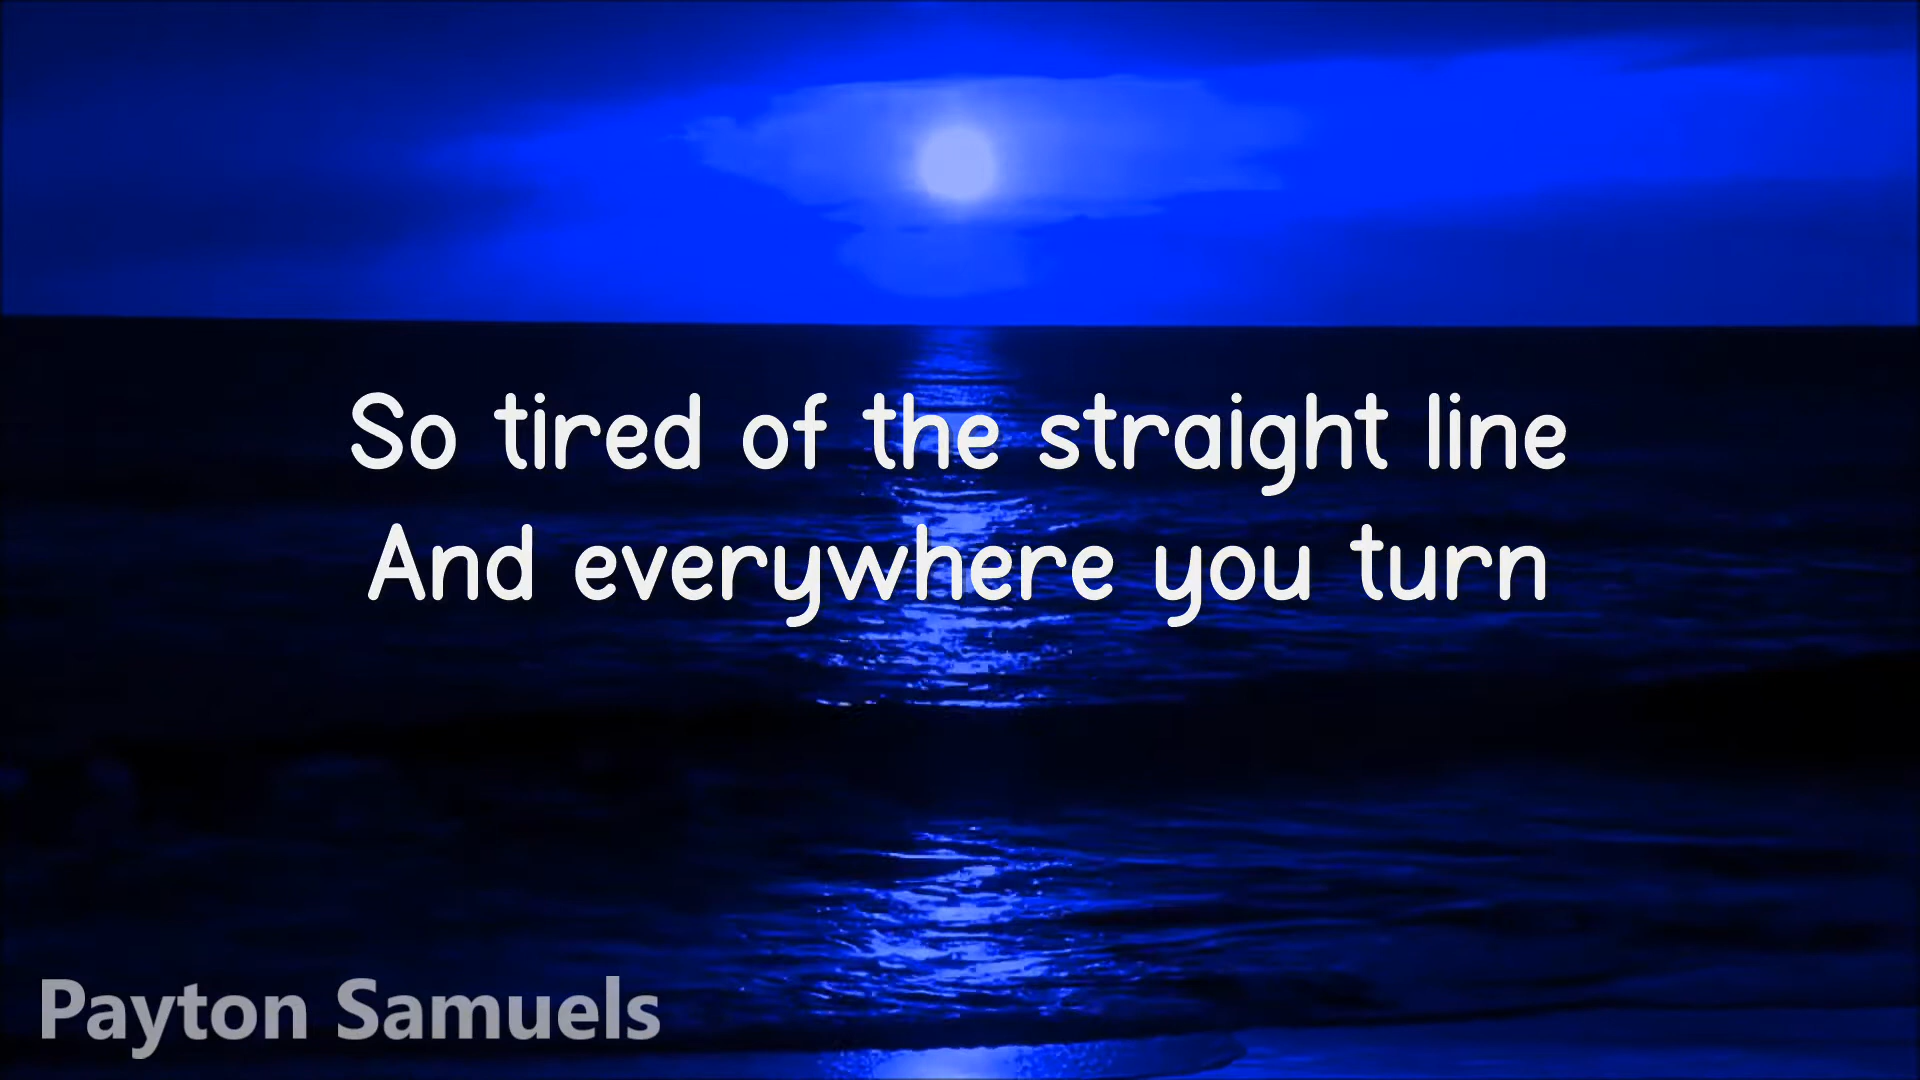 So tired of the straight line
And everywhere you turn
Payton Samuels